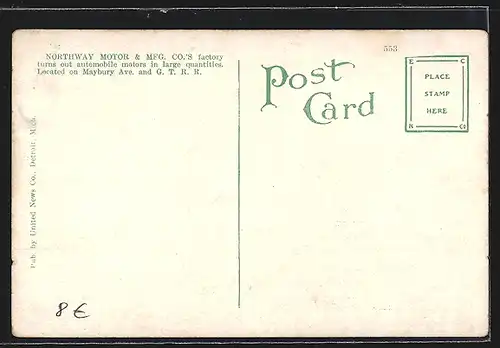 NORTHWAY MOTOR & MFG. CO.'S factory
turns out automobile motors in large quantities.
Located on Maybury Ave. and G. T. R. R.
553
Post
Card
E C
PLACE
STAMP
HERE
K Co
Pub. by United News Co., Detroit, Mich.
8 €